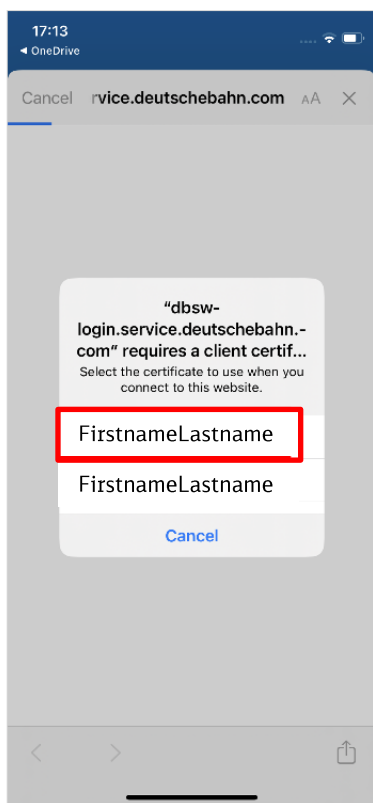 17:13
◀ OneDrive
Cancel rvice.deutschebahn.com AA
“dbsw-
login.service.deutschebahn.-
com” requires a client certif...
Select the certificate to use when you
connect to this website.
FirstnameLastname
FirstnameLastname
Cancel